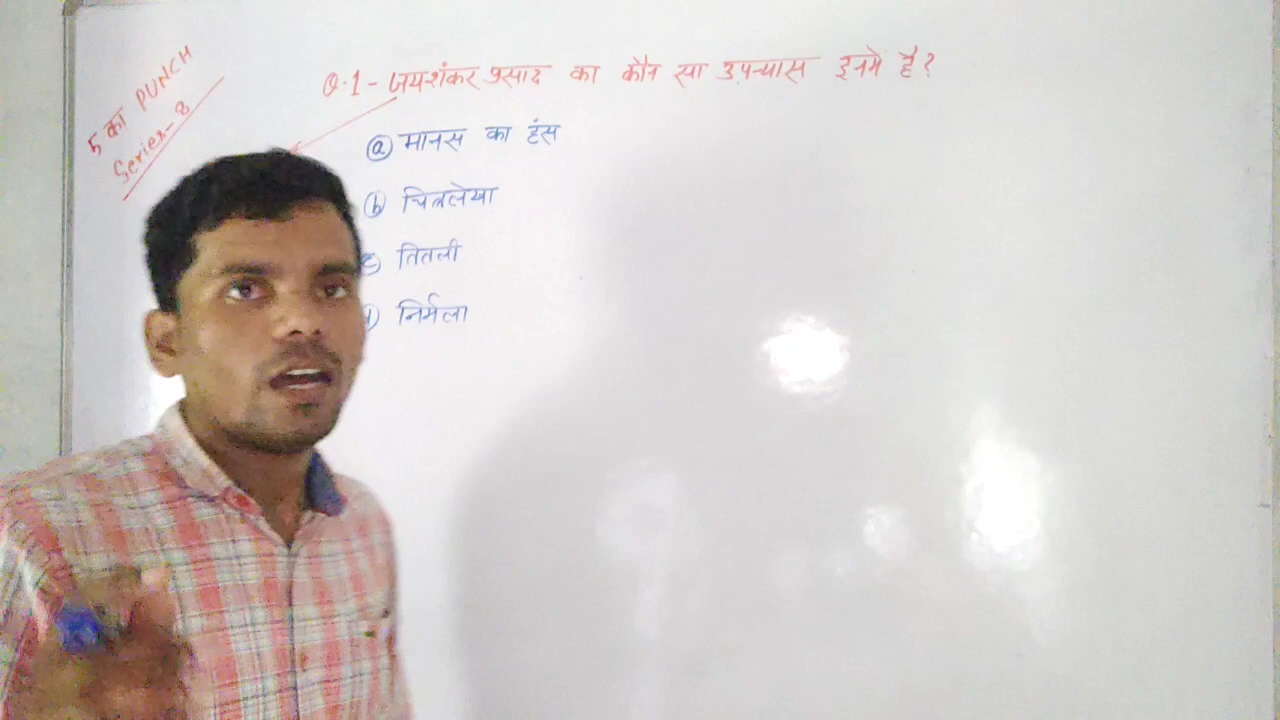 5 का PUNCH
Series-8
Q.1- जयशंकर प्रसाद का कौन सा उपन्यास इनमे है?
(a) मानस का हंस
(b) चित्रलेखा
(c) तितली
(d) निर्मला